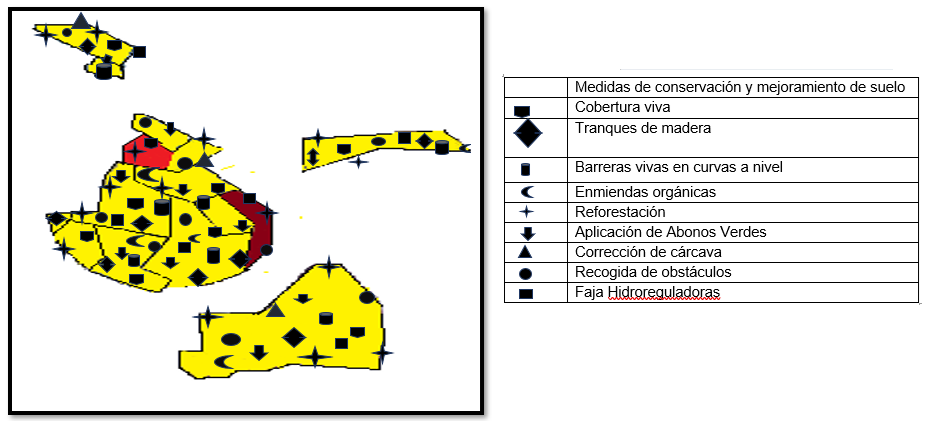 Medidas de conservación y mejoramiento de suelo
Cobertura viva
Tranques de madera
Barreras vivas en curvas a nivel
Enmiendas orgánicas
Reforestación
Aplicación de Abonos Verdes
Corrección de cárcava
Recogida de obstáculos
Faja Hidroreguladoras